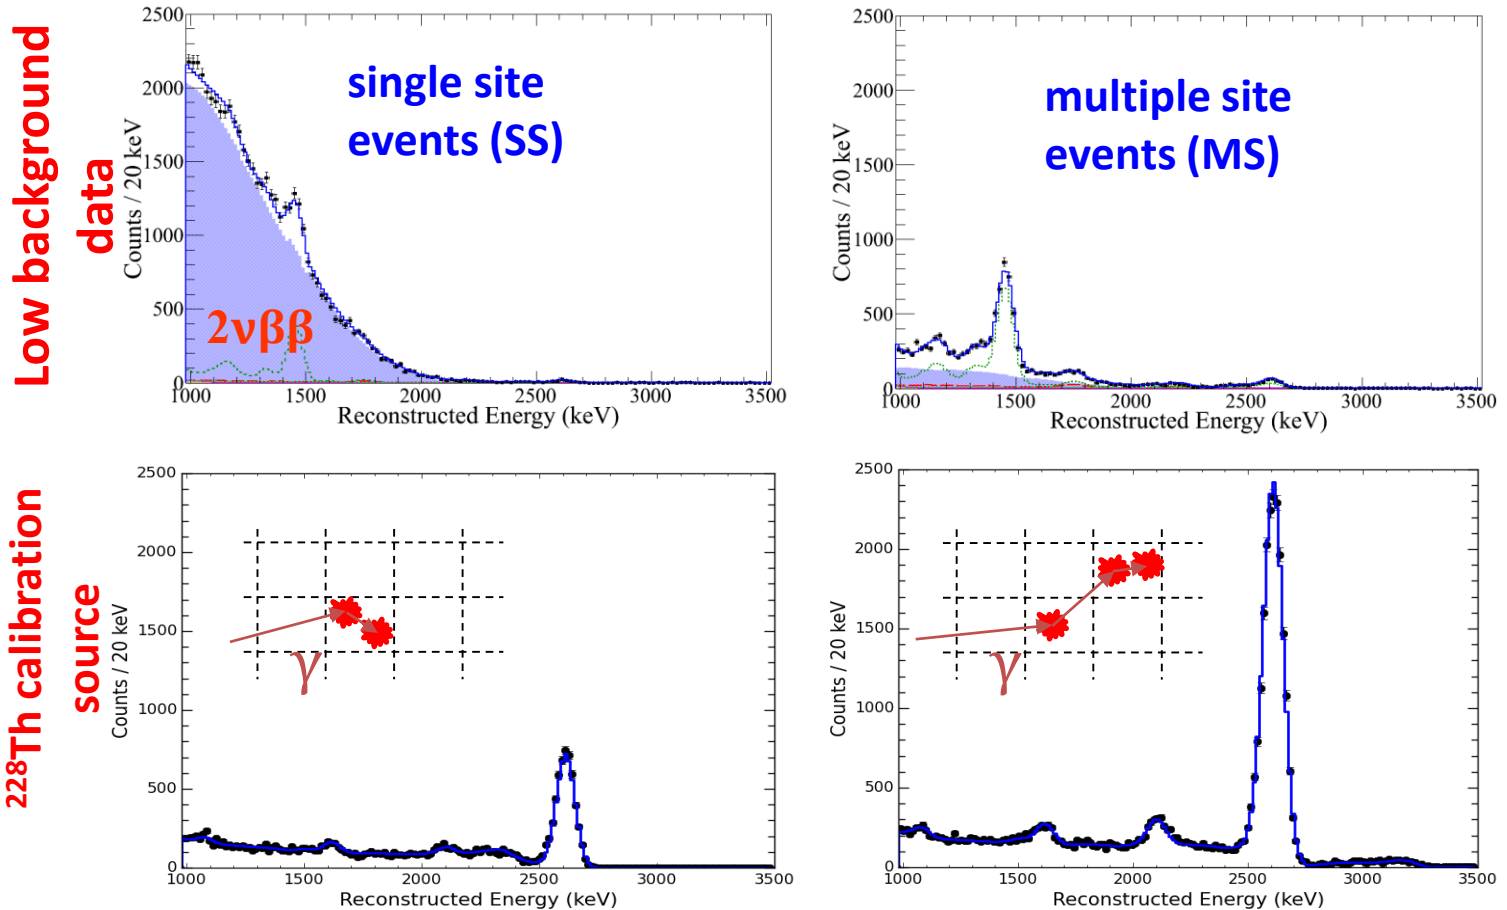 Low background
data
single site
events (SS)
2νββ
Counts / 20 keV
2500
2000
1500
1000
500
0
1000 1500 2000 2500 3000 3500
Reconstructed Energy (keV)
multiple site
events (MS)
Counts / 20 keV
2500
2000
1500
1000
500
0
1000 1500 2000 2500 3000 3500
Reconstructed Energy (keV)
²²⁸Th calibration
source
γ
Counts / 20 keV
2500
2000
1500
1000
500
0
1000 1500 2000 2500 3000 3500
Reconstructed Energy (keV)
γ
Counts / 20 keV
2500
2000
1500
1000
500
0
1000 1500 2000 2500 3000 3500
Reconstructed Energy (keV)